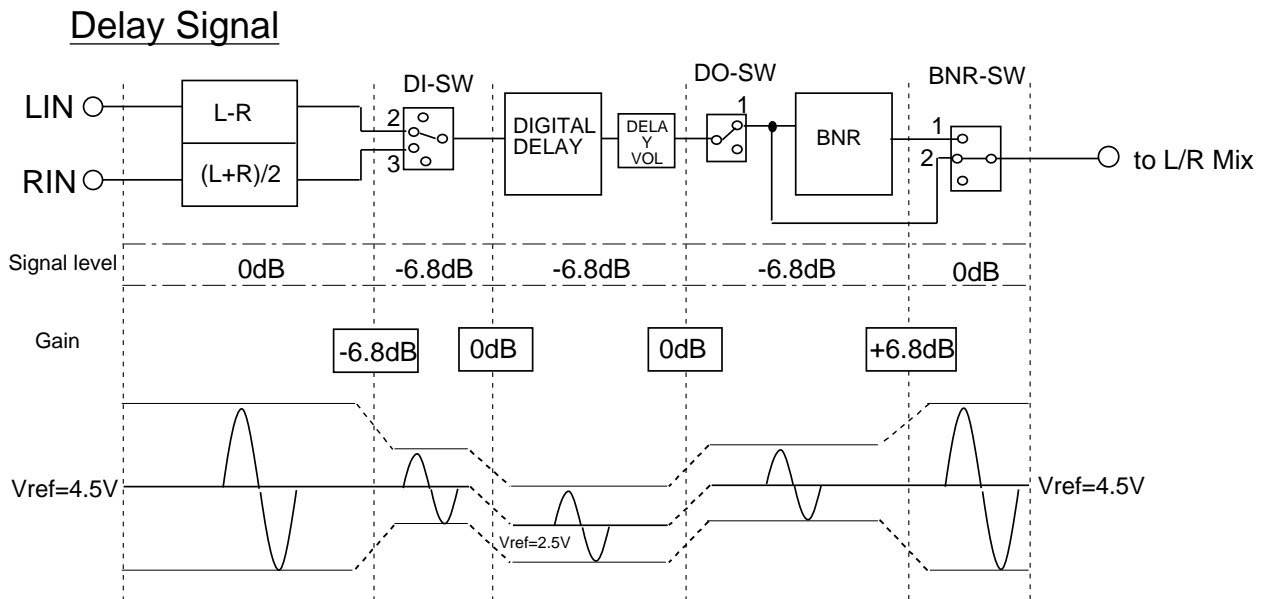 Delay Signal
DI-SW
DO-SW
BNR-SW
LIN
L-R
2
DIGITAL
DELAY
DELA
Y
VOL
1
BNR
1
2
to L/R Mix
RIN
(L+R)/2
3
Signal level
0dB
-6.8dB
-6.8dB
-6.8dB
0dB
Gain
-6.8dB
0dB
0dB
+6.8dB
Vref=4.5V
Vref=2.5V
Vref=4.5V